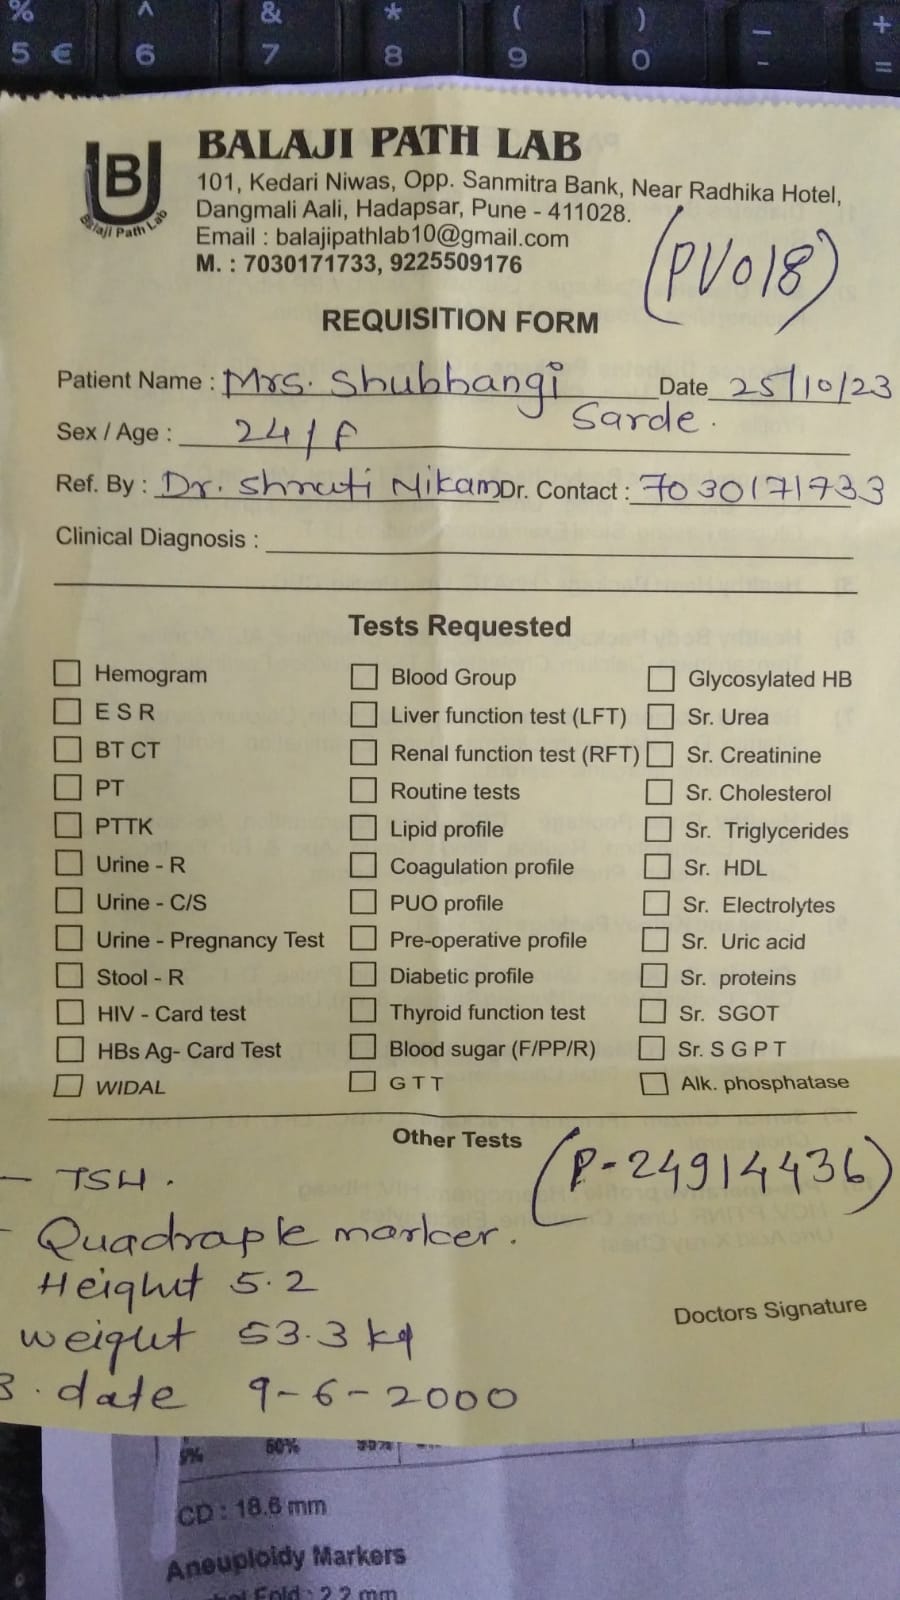 % ^ & * ( ) _ +
5 € 6 7 8 9 0 - =
B
Balaji Path Lab
BALAJI PATH LAB
101, Kedari Niwas, Opp. Sanmitra Bank, Near Radhika Hotel,
Dangmali Aali, Hadapsar, Pune - 411028.
Email : balajipathlab10@gmail.com
M. : 7030171733, 9225509176
(PV018)
REQUISITION FORM
Patient Name : Mrs. Shubhangi Date 25/10/23
Sarde.
Sex / Age : 24/F
Ref. By : Dr. Shruti Nikam Dr. Contact : 7030171733
Clinical Diagnosis :
Tests Requested
Hemogram Blood Group Glycosylated HB
E S R Liver function test (LFT) Sr. Urea
BT CT Renal function test (RFT) Sr. Creatinine
PT Routine tests Sr. Cholesterol
PTTK Lipid profile Sr. Triglycerides
Urine - R Coagulation profile Sr. HDL
Urine - C/S PUO profile Sr. Electrolytes
Urine - Pregnancy Test Pre-operative profile Sr. Uric acid
Stool - R Diabetic profile Sr. proteins
HIV - Card test Thyroid function test Sr. SGOT
HBs Ag- Card Test Blood sugar (F/PP/R) Sr. S G P T
WIDAL G T T Alk. phosphatase
Other Tests
(P-24914436)
- TSH.
- Quadraple marker.
Height 5.2
weight 53.3 kg
Doctors Signature
B. date 9-6-2000
5% 50% 95%
CD : 18.6 mm
Aneuploidy Markers
Fold : 2.2 mm